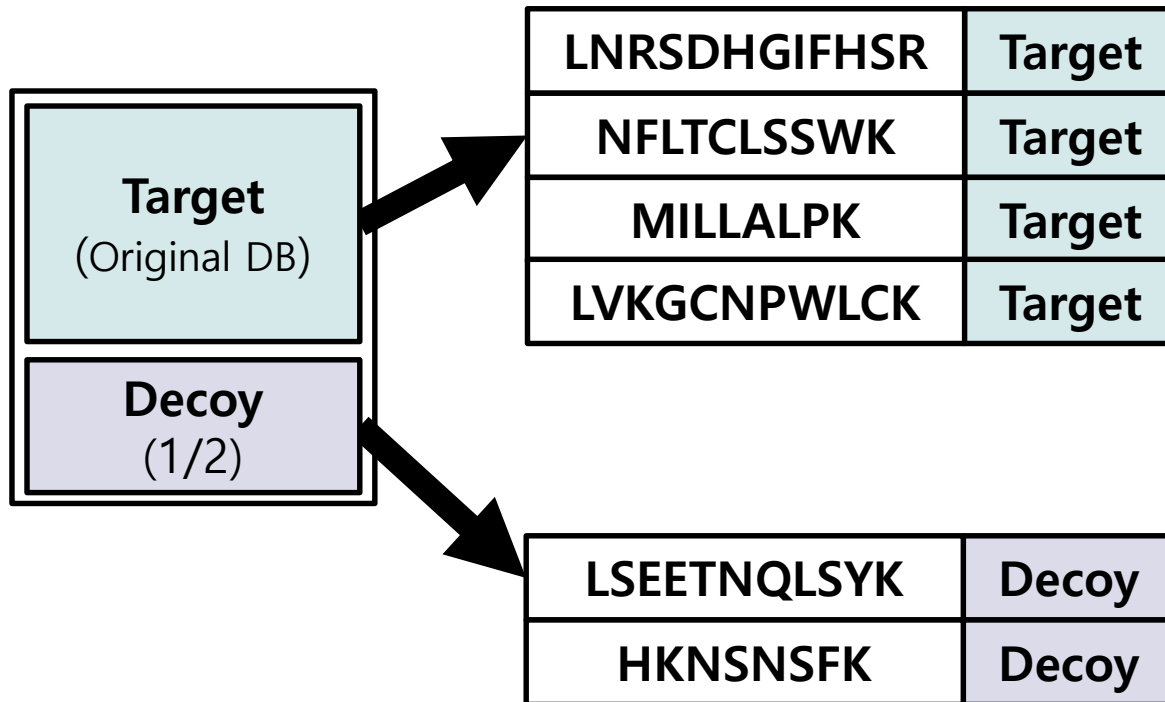 Target
(Original DB)
Decoy
(1/2)
LNRSDHGIFHSR Target
NFLTCLSSWK Target
MILLALPK Target
LVKGCNPWLCK Target
LSEETNQLSYK Decoy
HKNSNSFK Decoy